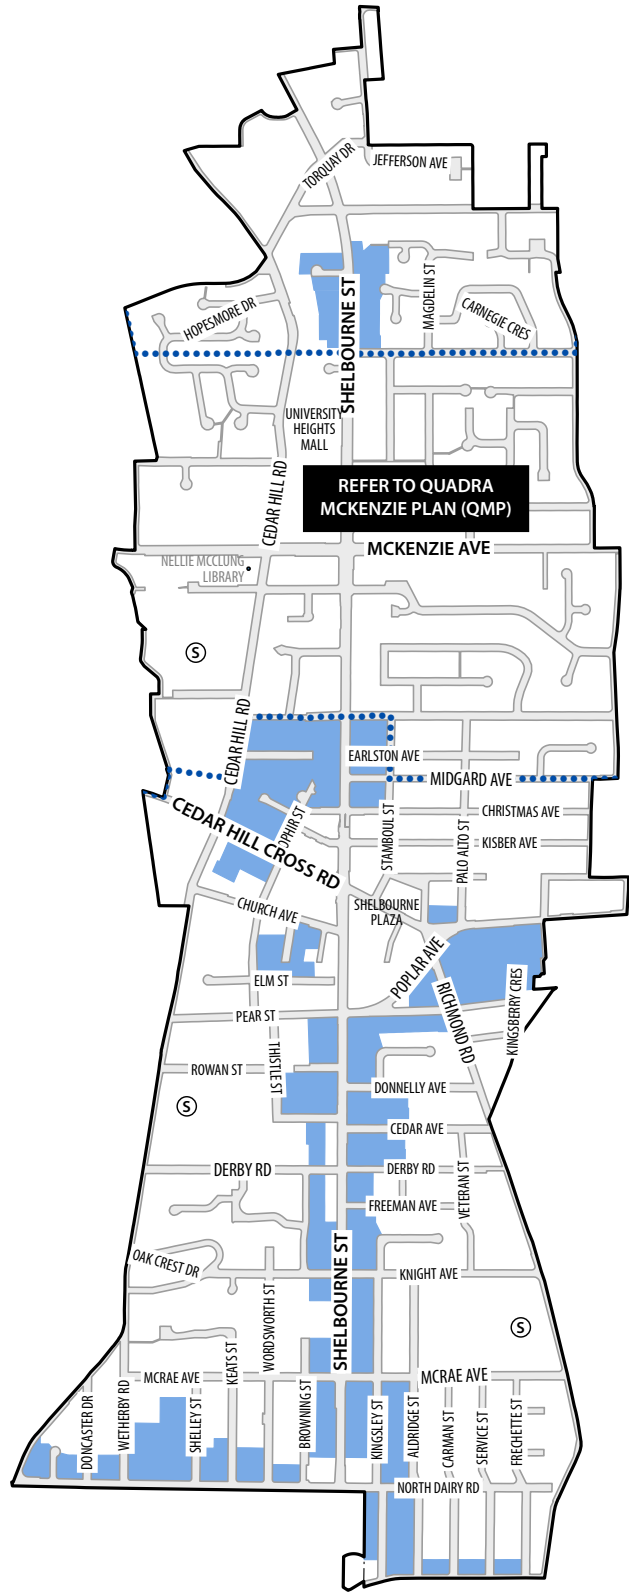 TORQUAY DR
JEFFERSON AVE
HOPESMORE DR
SHELBOURNE ST
MAGDELIN ST
CARNEGIE CRES
UNIVERSITY
HEIGHTS
MALL
CEDAR HILL RD
REFER TO QUADRA
MCKENZIE PLAN (QMP)
MCKENZIE AVE
NELLIE MCCLUNG
LIBRARY
S
CEDAR HILL RD
EARLSTON AVE
MIDGARD AVE
CEDAR HILL CROSS RD
OPHIR ST
STAMBOUL ST
CHRISTMAS AVE
PALO ALTO ST
KISBER AVE
CHURCH AVE
SHELBOURNE
PLAZA
POPLAR AVE
ELM ST
RICHMOND RD
KINGSBERRY CRES
PEAR ST
THISTLE ST
ROWAN ST
DONNELLY AVE
S
CEDAR AVE
DERBY RD
DERBY RD
VETERAN ST
FREEMAN AVE
SHELBOURNE ST
OAK CREST DR
WORDSWORTH ST
KNIGHT AVE
S
KEATS ST
MCRAE AVE
MCRAE AVE
DONCASTER DR
WETHERBY RD
SHELLEY ST
BROWNING ST
KINGSLEY ST
ALDRIDGE ST
CARMAN ST
SERVICE ST
FRECHETTE ST
NORTH DAIRY RD